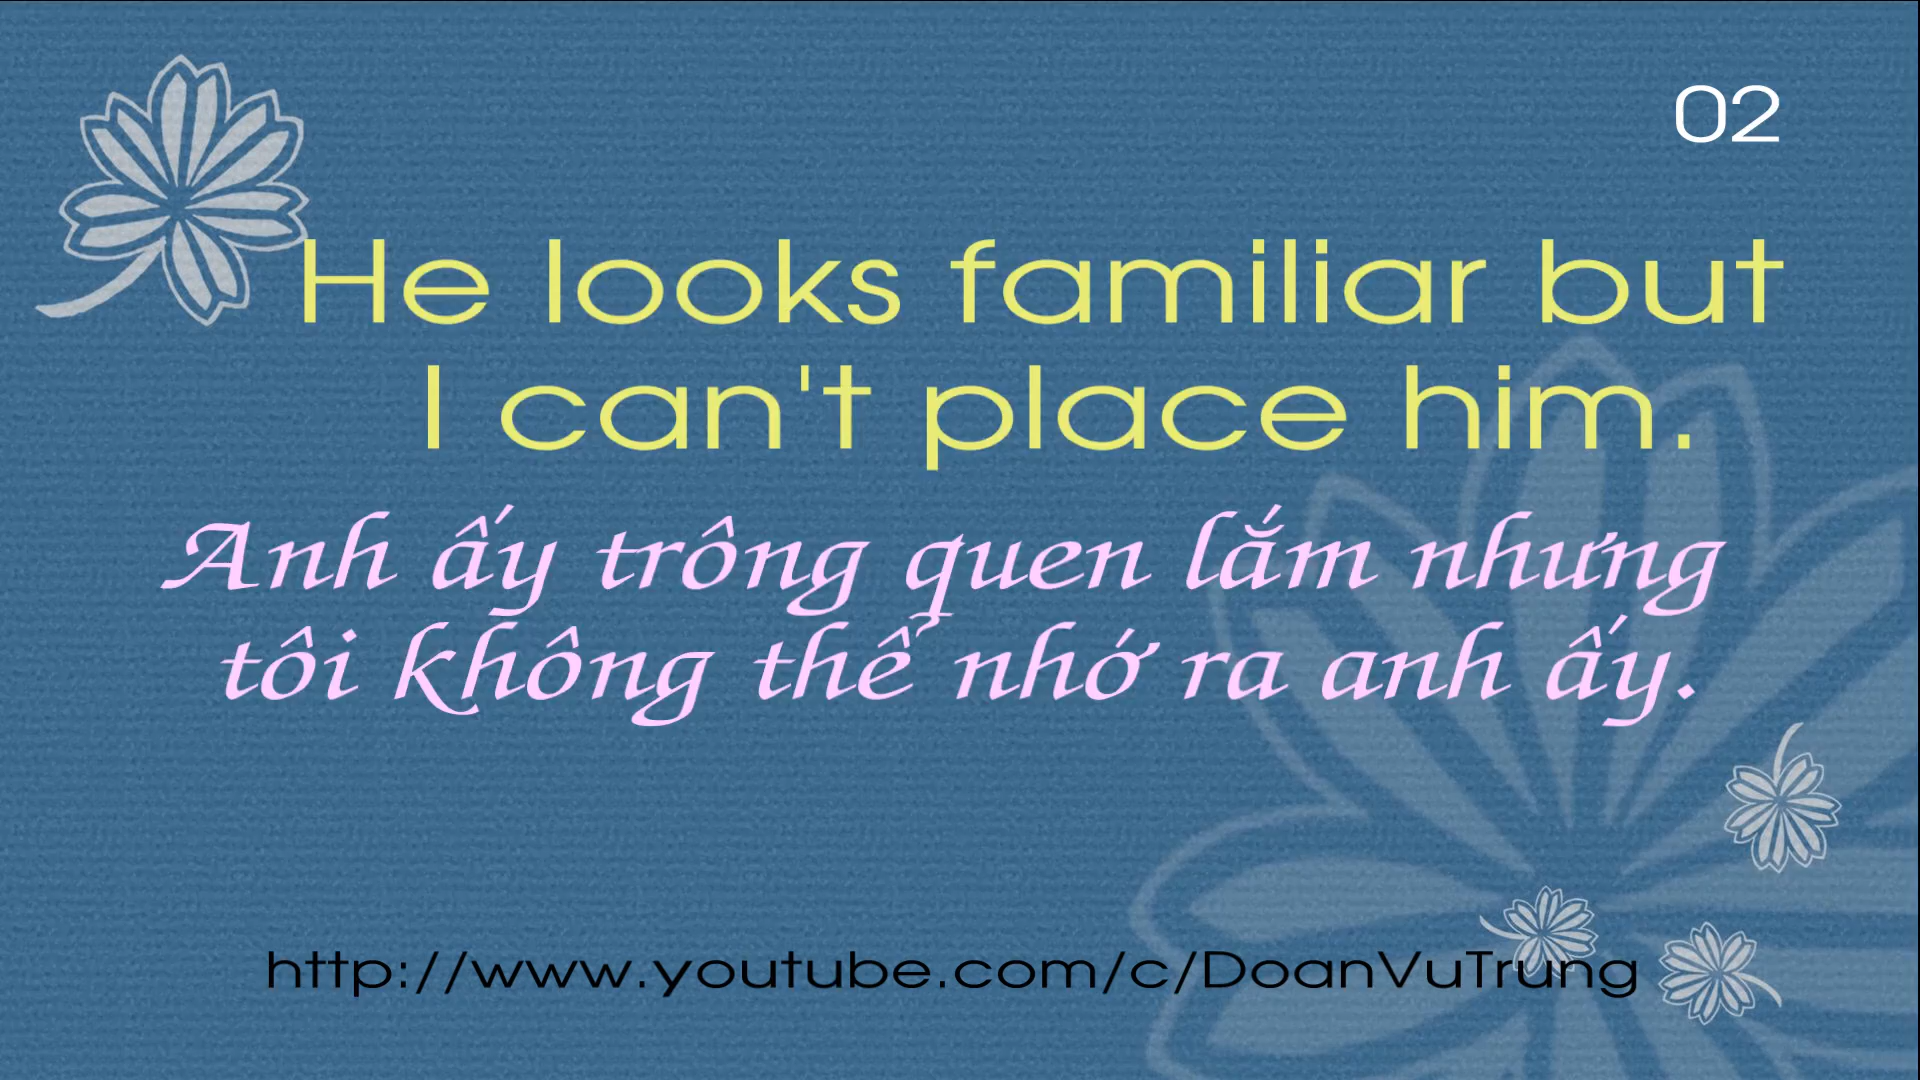 02
He looks familiar but
I can't place him.
Anh ấy trông quen lắm nhưng
tôi không thể nhớ ra anh ấy.
http://www.youtube.com/c/DoanVuTrung